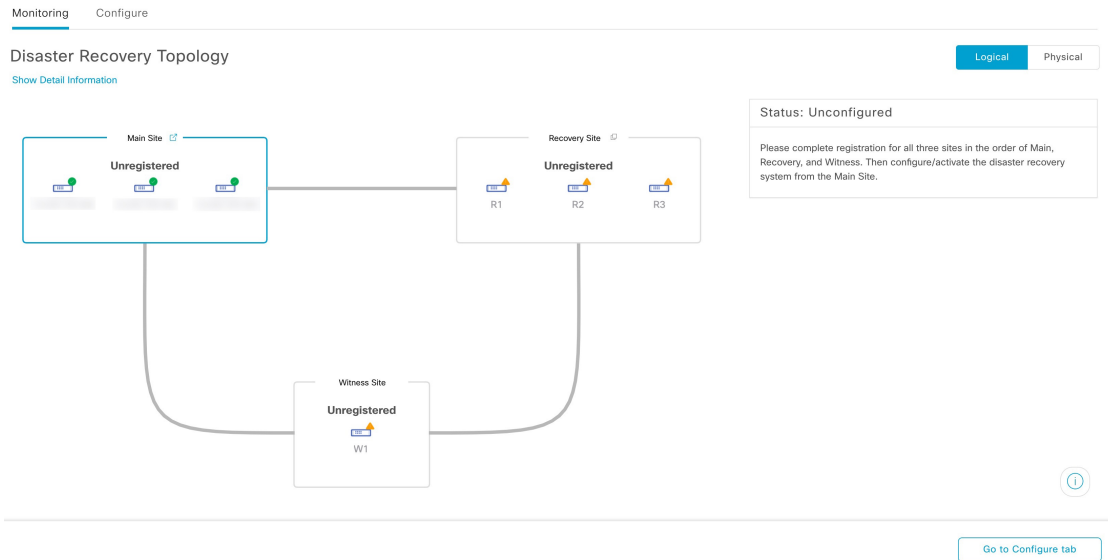 Monitoring
Configure
Disaster Recovery Topology
Logical
Physical
Show Detail Information
Status: Unconfigured
Please complete registration for all three sites in the order of Main,
Recovery, and Witness. Then configure/activate the disaster recovery
system from the Main Site.
Main Site
Unregistered
Recovery Site
Unregistered
R1
R2
R3
Witness Site
Unregistered
W1
Go to Configure tab